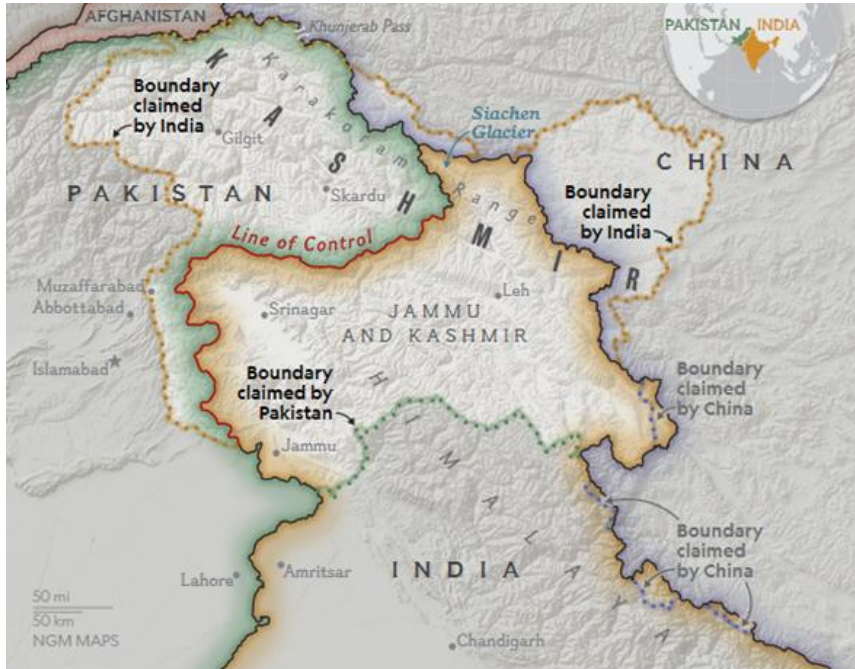 AFGHANISTAN
Khunjerab Pass
PAKISTAN INDIA
Boundary
claimed
by India
Gilgit
Karakoram
Range
KASHMIR
Siachen
Glacier
CHINA
PAKISTAN
Skardu
Boundary
claimed
by India
Line of Control
Muzaffarabad
Abbottabad
Srinagar
Leh
JAMMU
AND KASHMIR
Islamabad
Boundary
claimed by
Pakistan
Boundary
claimed
by China
HIMALAYA
Jammu
Boundary
claimed
by China
INDIA
Lahore
Amritsar
50 mi
50 km
NGM MAPS
Chandigarh